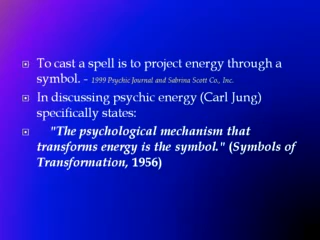 To cast a spell is to project energy through a
symbol. - 1999 Psychic Journal and Sabrina Scott Co., Inc.
In discussing psychic energy (Carl Jung)
specifically states:
"The psychological mechanism that
transforms energy is the symbol." (Symbols of
Transformation, 1956)